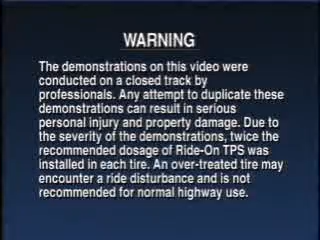 WARNING
The demonstrations on this video were
conducted on a closed track by
professionals. Any attempt to duplicate these
demonstrations can result in serious
personal injury and property damage. Due to
the severity of the demonstrations, twice the
recommended dosage of Ride-On TPS was
installed in each tire. An over-treated tire may
encounter a ride disturbance and is not
recommended for normal highway use.